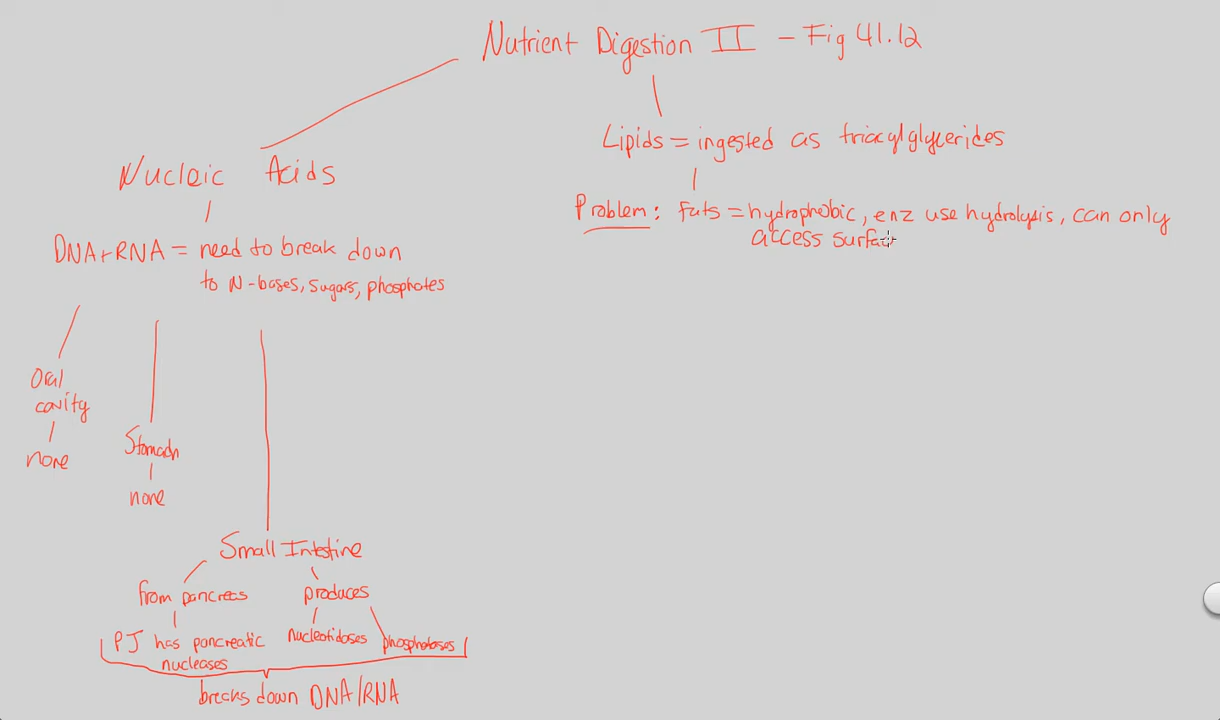 Nutrient Digestion II - Fig 41.12
Nucleic Acids
DNA+RNA = need to break down
to N-bases, sugars, phosphates
Oral
cavity
none
Stomach
none
Small Intestine
from pancreas
PJ has pancreatic
nucleases
produces
nucleotidases
phosphatases
breaks down DNA/RNA
Lipids = ingested as triacylglycerides
Problem: Fats = hydrophobic, enz use hydrolysis, can only
access surfac